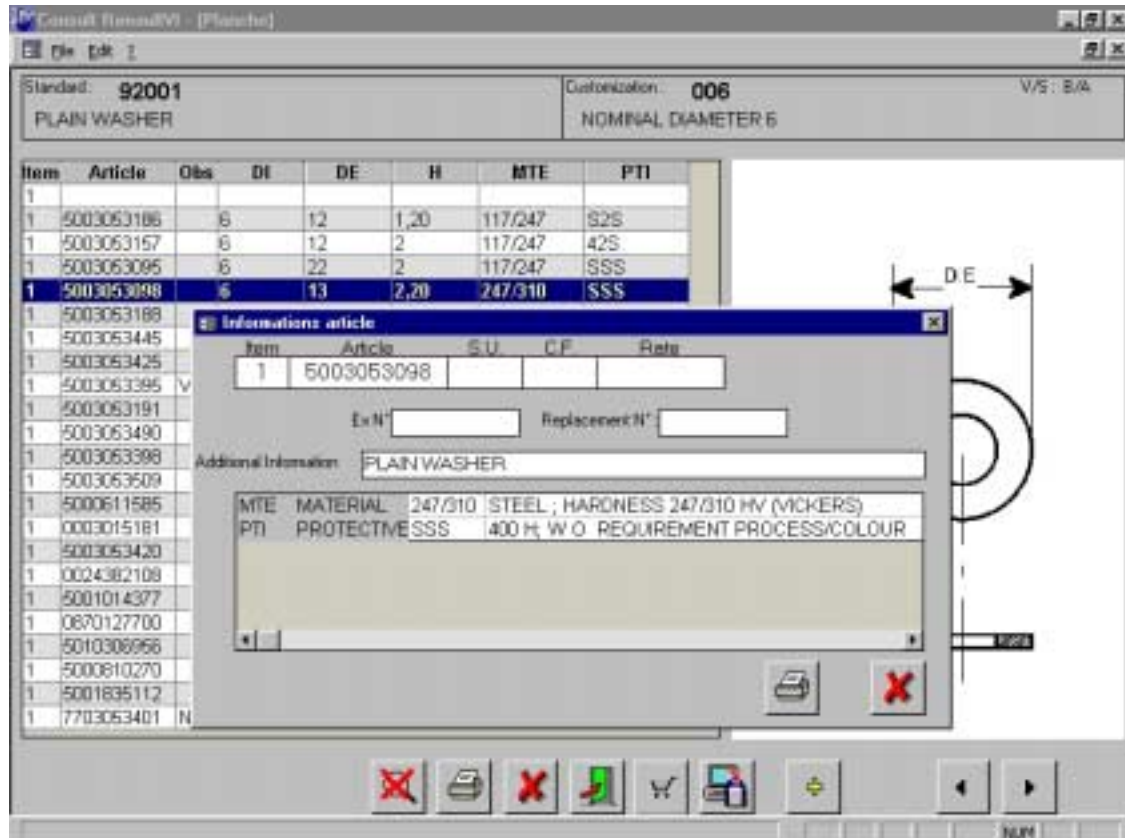 Consult RenaultVI - [Planche]
File Edit ?
Standard: 92001 Customization: 006 V/S : B/A
PLAIN WASHER NOMINAL DIAMETER 6
Item Article Obs DI DE H MTE PTI
1
1 5003053186 6 12 1,20 117/247 S2S
1 5003053157 6 12 2 117/247 42S
1 5003053095 6 22 2 117/247 SSS
1 5003053098 6 13 2,20 247/310 SSS
1 5003053188
1 5003053445
1 5003053425
1 5003053395 V
1 5003053191
1 5003053490
1 5003053398
1 5003053509
1 5000611585
1 0003015181
1 5003053420
1 0024382108
1 5001014377
1 0870127700
1 5010306956
1 5000810270
1 5001835112
1 7703053401 N
D E
Informations article
Item Article S.U. C.F. Rete
1 5003053098
Ex N° Replacement N° :
Additional Information PLAIN WASHER
MTE MATERIAL 247/310 STEEL ; HARDNESS 247/310 HV (VICKERS)
PTI PROTECTIVE SSS 400 H; W O REQUIREMENT PROCESS/COLOUR
NUM